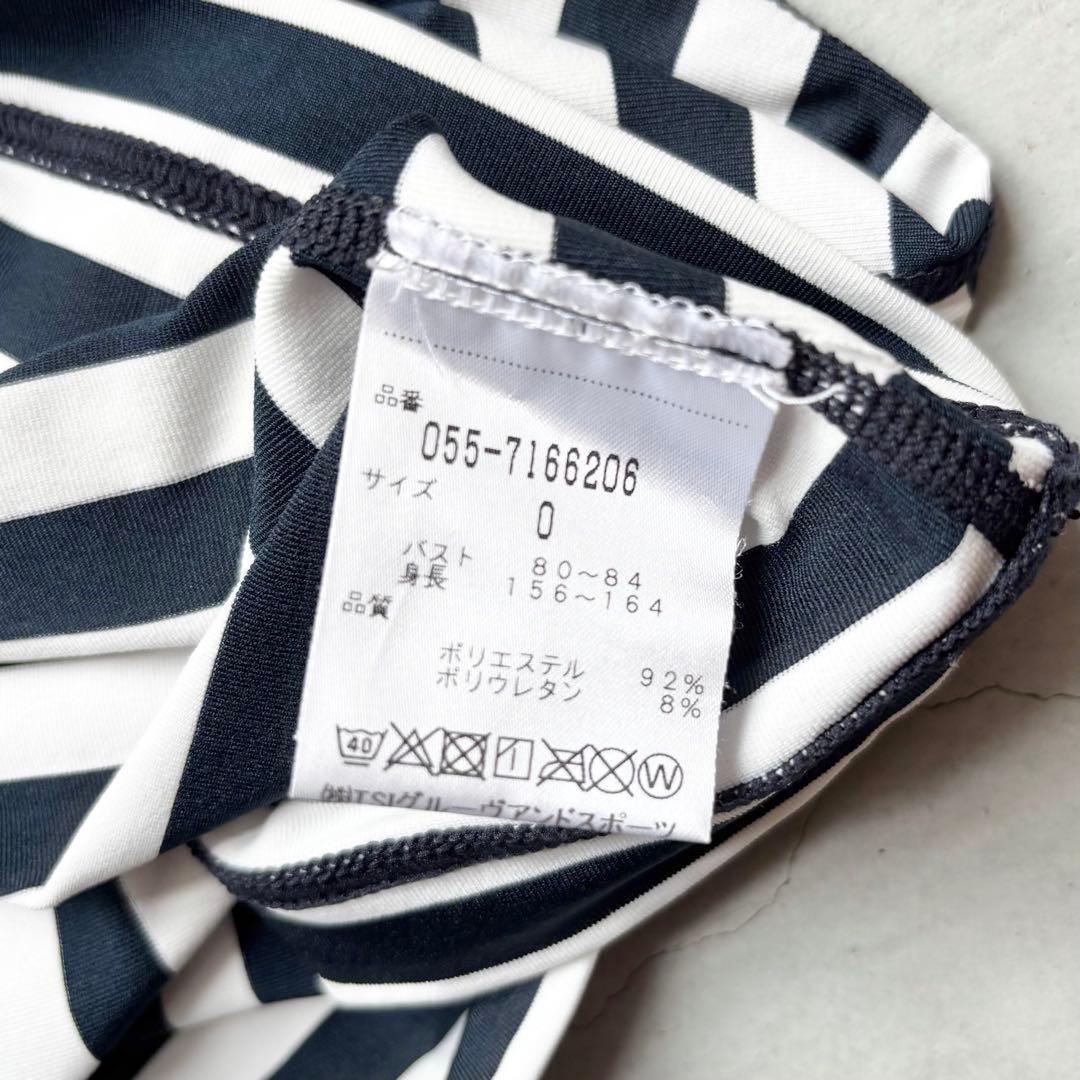 品番
055-7166206
サイズ
0
バスト 80～84
身長 156～164
品質
ポリエステル 92%
ポリウレタン 8%
40 W
㈱TSIグルーヴアンドスポーツ